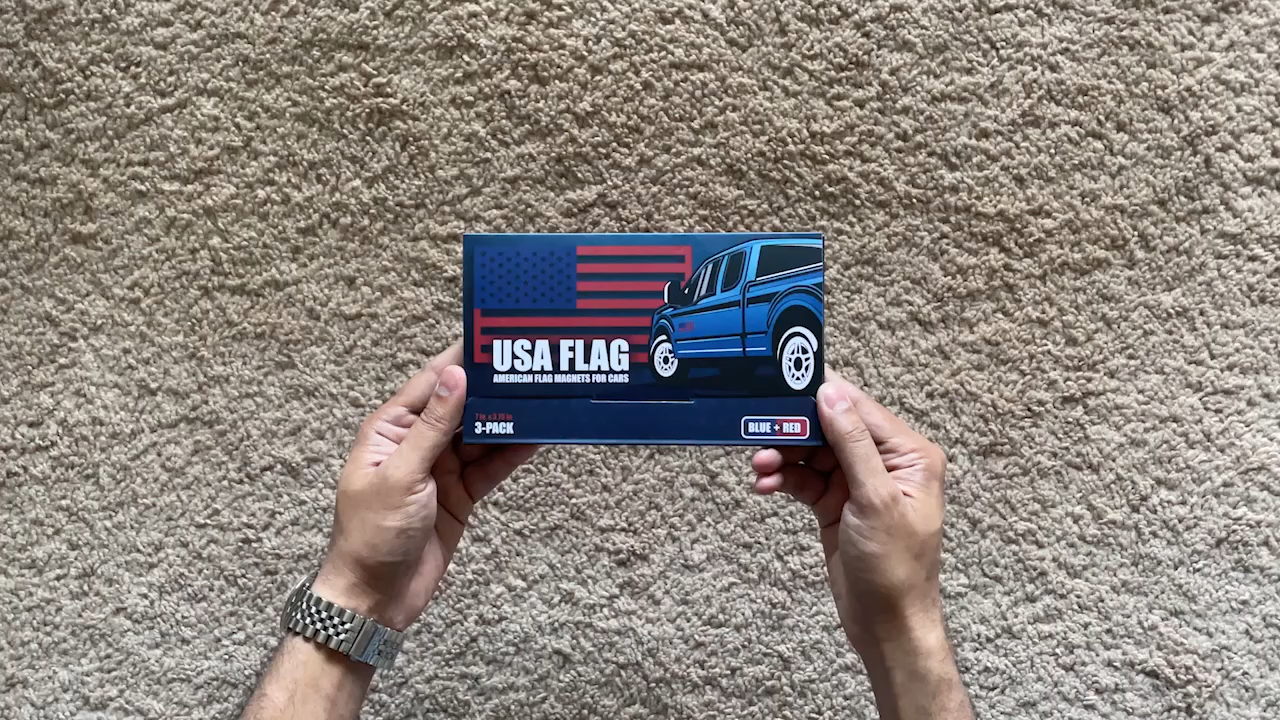 USA FLAG
AMERICAN FLAG MAGNETS FOR CARS
3-PACK
BLUE + RED